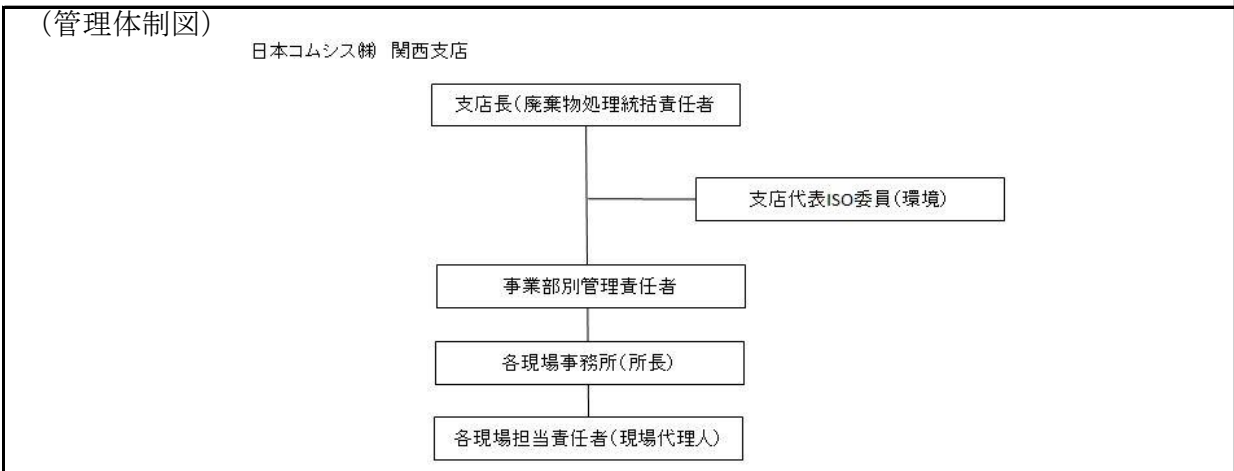 （管理体制図）
日本コムシス㈱ 関西支店
支店長（廃棄物処理統括責任者
支店代表ISO委員（環境）
事業部別管理責任者
各現場事務所（所長）
各現場担当責任者（現場代理人）